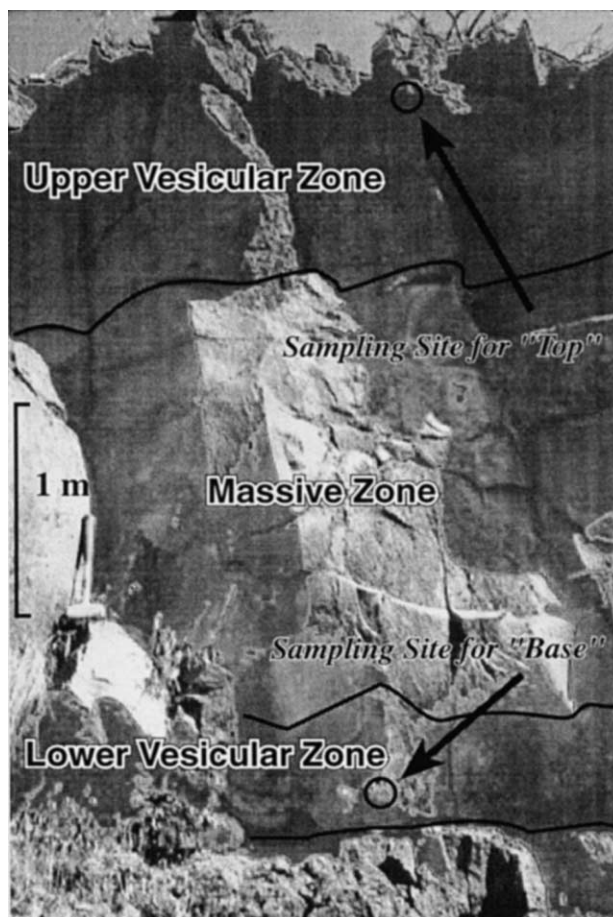 Upper Vesicular Zone
Sampling Site for "Top"
1 m
Massive Zone
Sampling Site for "Base"
Lower Vesicular Zone